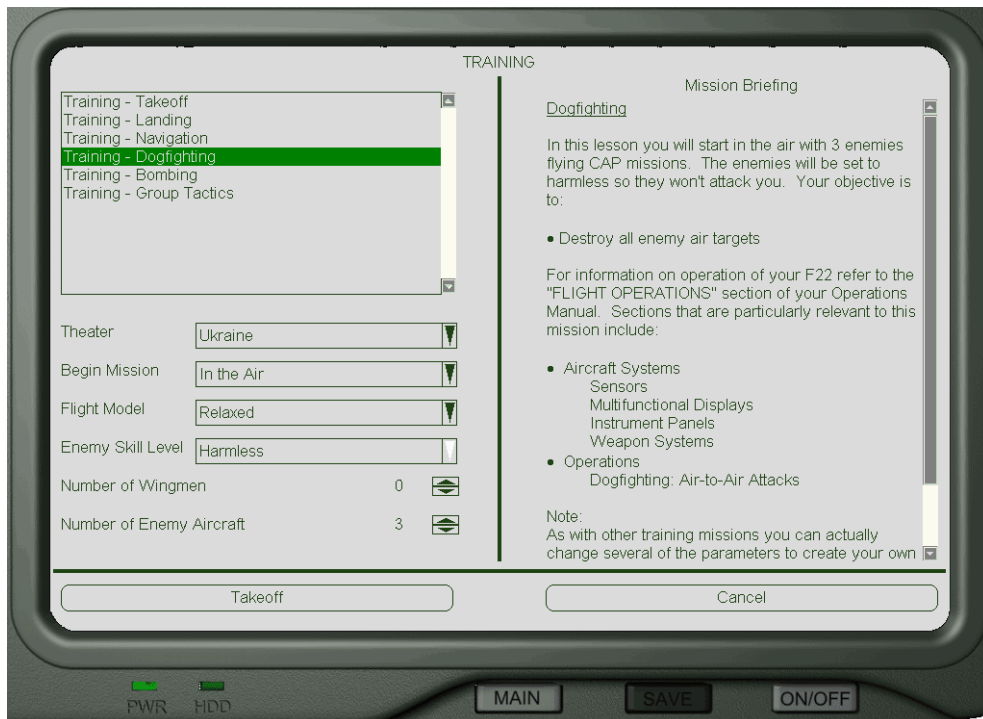 TRAINING
Training - Takeoff
Training - Landing
Training - Navigation
Training - Dogfighting
Training - Bombing
Training - Group Tactics
Theater
Ukraine
Begin Mission
In the Air
Flight Model
Relaxed
Enemy Skill Level
Harmless
Number of Wingmen
0
Number of Enemy Aircraft
3
Mission Briefing
Dogfighting
In this lesson you will start in the air with 3 enemies
flying CAP missions. The enemies will be set to
harmless so they won't attack you. Your objective is
to:
• Destroy all enemy air targets
For information on operation of your F22 refer to the
"FLIGHT OPERATIONS" section of your Operations
Manual. Sections that are particularly relevant to this
mission include:
• Aircraft Systems
Sensors
Multifunctional Displays
Instrument Panels
Weapon Systems
• Operations
Dogfighting: Air-to-Air Attacks
Note:
As with other training missions you can actually
change several of the parameters to create your own
Takeoff
Cancel
PWR
HDD
MAIN
SAVE
ON/OFF